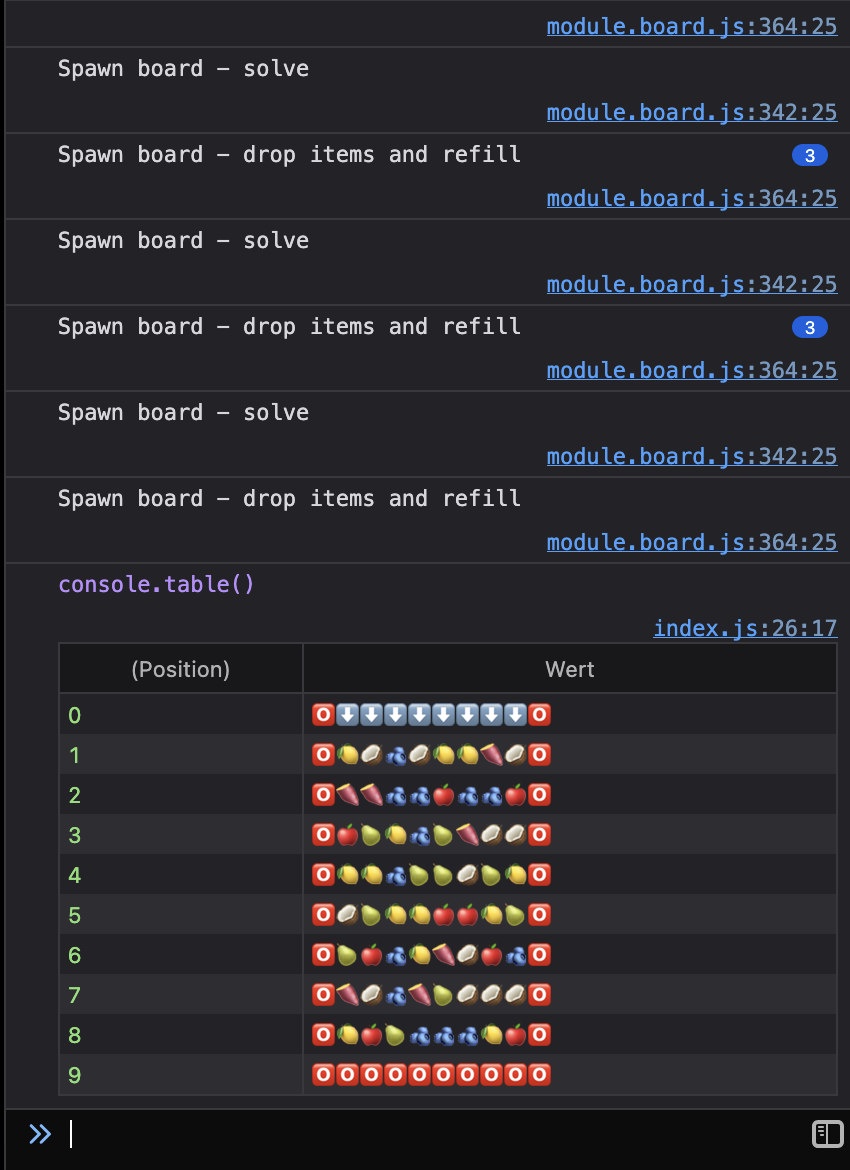 module.board.js:364:25
Spawn board - solve
module.board.js:342:25
Spawn board - drop items and refill 3
module.board.js:364:25
Spawn board - solve
module.board.js:342:25
Spawn board - drop items and refill 3
module.board.js:364:25
Spawn board - solve
module.board.js:342:25
Spawn board - drop items and refill
module.board.js:364:25
console.table()
index.js:26:17
(Position) Wert
0 🅾️⬇️⬇️⬇️⬇️⬇️⬇️⬇️⬇️🅾️
1 🅾️🍋🥥🫐🥥🍋🍋🍠🥥🅾️
2 🅾️🍠🍠🫐🫐🍎🫐🫐🍎🅾️
3 🅾️🍎🍐🍋🫐🍐🍠🥥🥥🅾️
4 🅾️🍋🍋🫐🍐🍐🥥🍐🍋🅾️
5 🅾️🥥🍐🍋🍋🍎🍎🍋🍐🅾️
6 🅾️🍐🍎🫐🍋🍠🥥🍎🫐🅾️
7 🅾️🍠🥥🫐🍠🍐🥥🥥🥥🅾️
8 🅾️🍋🍎🍐🫐🫐🫐🍋🍎🅾️
9 🅾️🅾️🅾️🅾️🅾️🅾️🅾️🅾️🅾️🅾️
>>